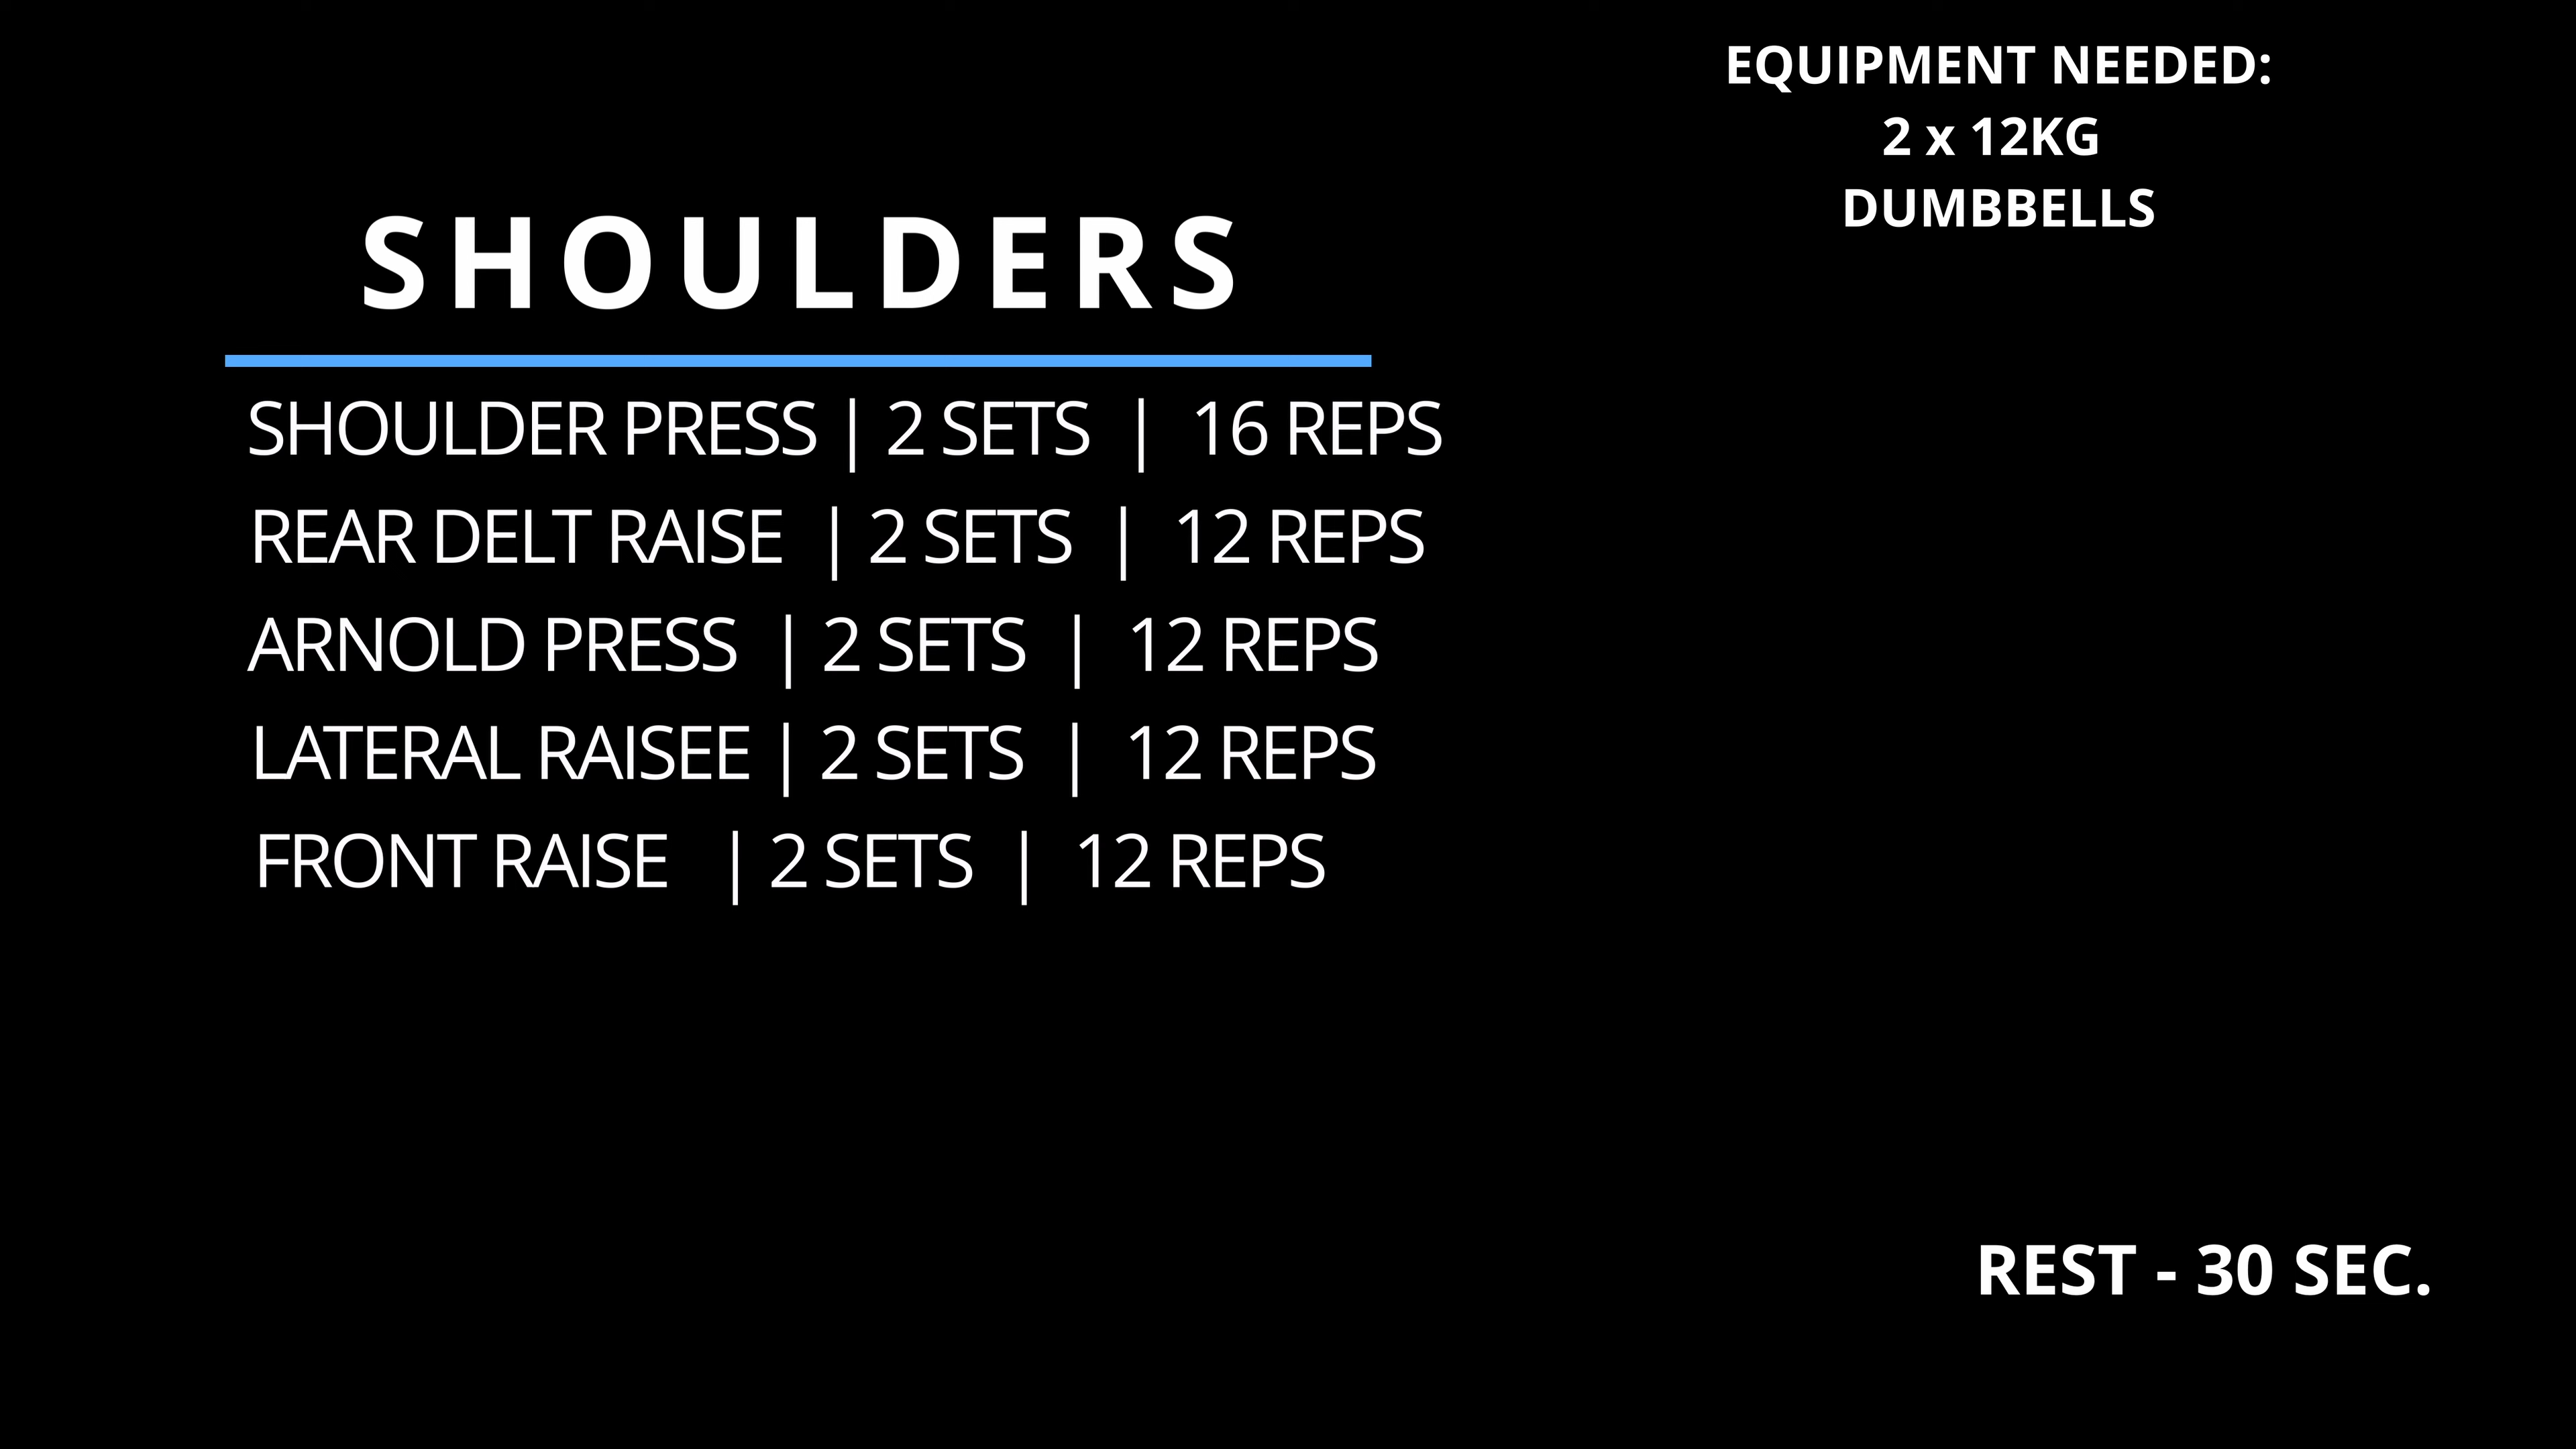 EQUIPMENT NEEDED:
2 x 12KG
DUMBBELLS
SHOULDERS
SHOULDER PRESS | 2 SETS | 16 REPS
REAR DELT RAISE | 2 SETS | 12 REPS
ARNOLD PRESS | 2 SETS | 12 REPS
LATERAL RAISEE | 2 SETS | 12 REPS
FRONT RAISE | 2 SETS | 12 REPS
REST - 30 SEC.